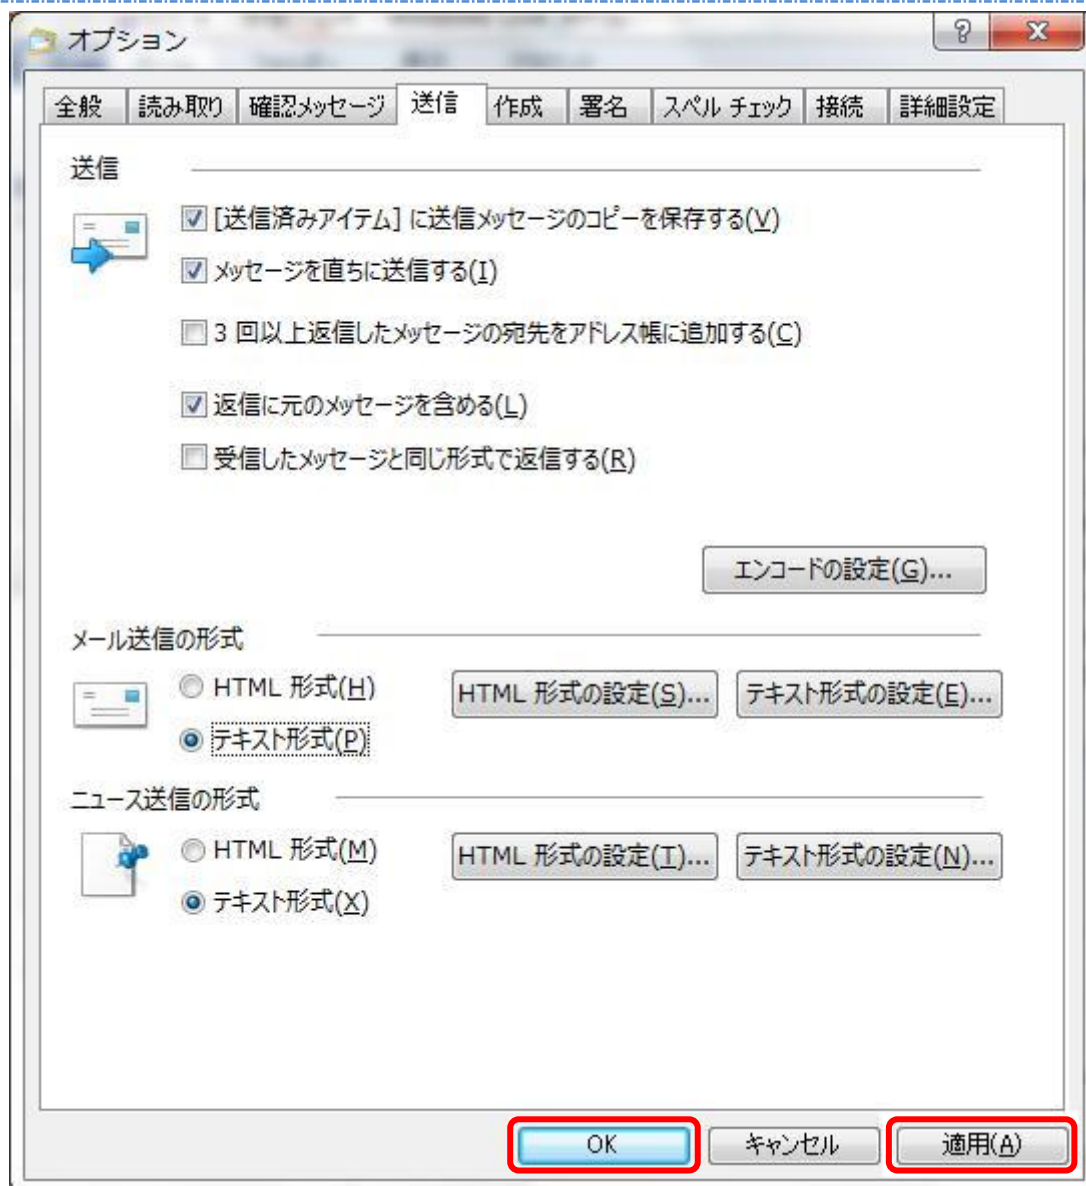 オプション
全般 読み取り 確認メッセージ 送信 作成 署名 スペル チェック 接続 詳細設定
送信
[送信済みアイテム] に送信メッセージのコピーを保存する(V)
メッセージを直ちに送信する(I)
3 回以上返信したメッセージの宛先をアドレス帳に追加する(C)
返信に元のメッセージを含める(L)
受信したメッセージと同じ形式で返信する(R)
エンコードの設定(G)...
メール送信の形式
HTML 形式(H) HTML 形式の設定(S)... テキスト形式の設定(E)...
テキスト形式(P)
ニュース送信の形式
HTML 形式(M) HTML 形式の設定(T)... テキスト形式の設定(N)...
テキスト形式(X)
OK キャンセル 適用(A)